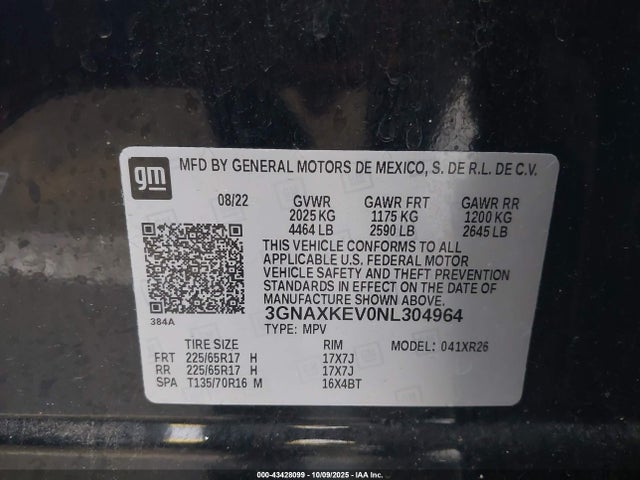 gm
MFD BY GENERAL MOTORS DE MEXICO, S. DE R.L. DE C.V.
08/22 GVWR GAWR FRT GAWR RR
2025 KG 1175 KG 1200 KG
4464 LB 2590 LB 2645 LB
THIS VEHICLE CONFORMS TO ALL
APPLICABLE U.S. FEDERAL MOTOR
VEHICLE SAFETY AND THEFT PREVENTION
STANDARDS IN EFFECT ON THE DATE OF
MANUFACTURE SHOWN ABOVE.
384A
3GNAXKEV0NL304964
TYPE: MPV
TIRE SIZE RIM MODEL: 041XR26
FRT 225/65R17 H 17X7J
RR 225/65R17 H 17X7J
SPA T135/70R16 M 16X4BT
000-43428099 - 10/09/2025 - IAA Inc.